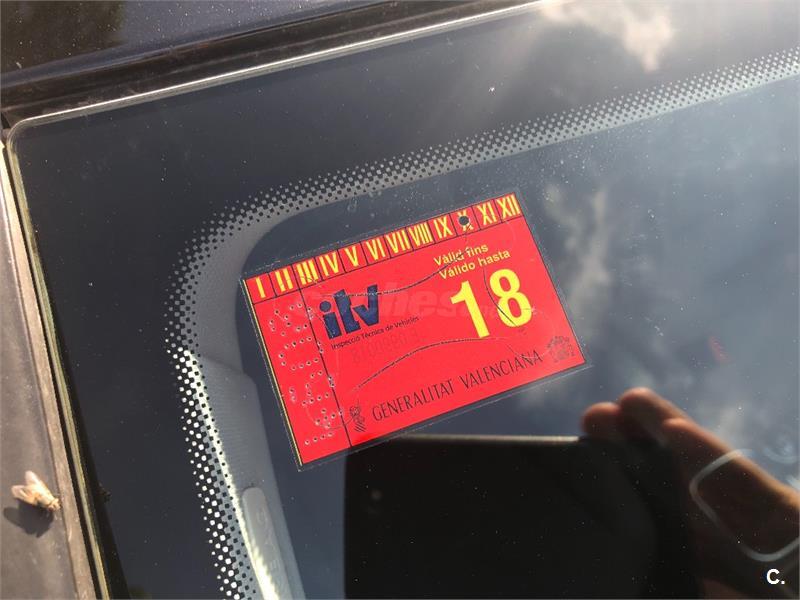 I II III IV V VI VII VIII IX X XI XII
Vàlid fins
Válido hasta
18
itv
Inspecció Tècnica de Vehicles
GENERALITAT VALENCIANA
C.